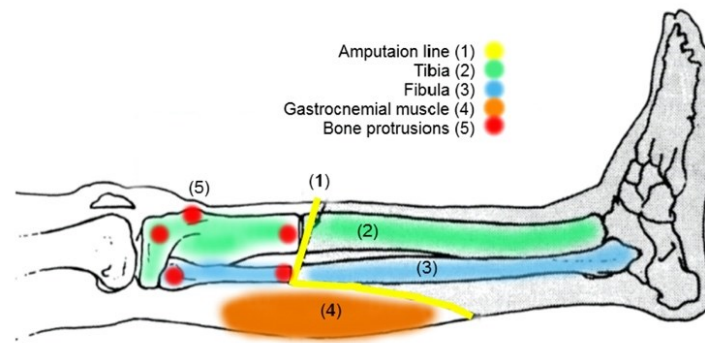 Amputaion line (1)
Tibia (2)
Fibula (3)
Gastrocnemial muscle (4)
Bone protrusions (5)
(5)
(1)
(2)
(3)
(4)